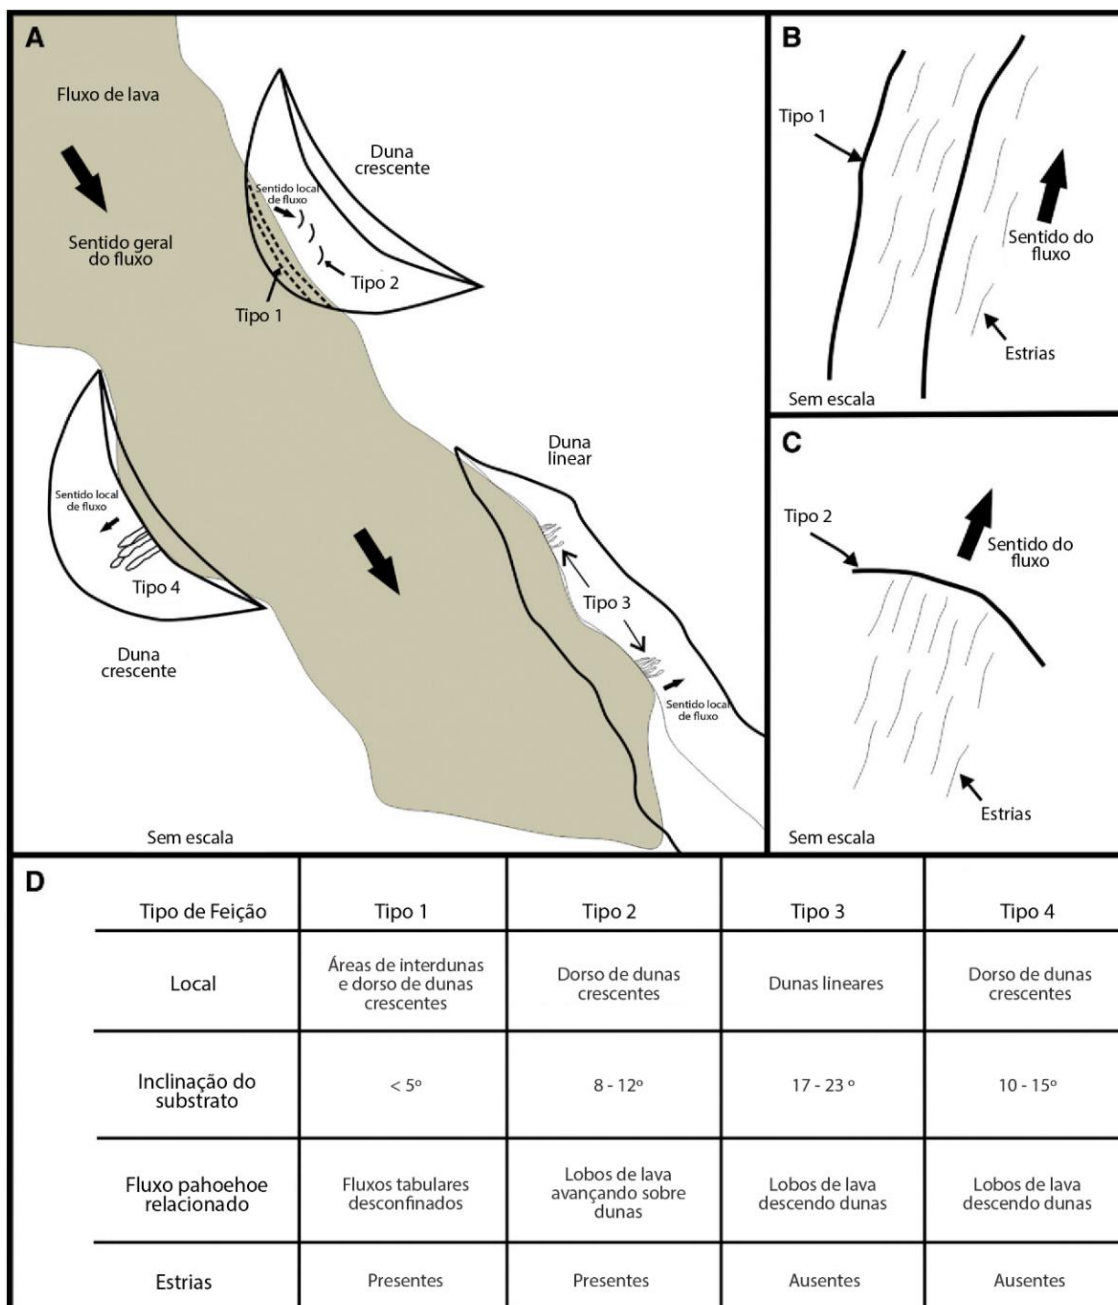 A
Fluxo de lava
Sentido geral
do fluxo
Duna
crescente
Sentido local
de fluxo
Tipo 2
Tipo 1
Duna
linear
Sentido local
de fluxo
Tipo 4
Tipo 3
Duna
crescente
Sentido local
de fluxo
Sem escala
B
Tipo 1
Sentido do
fluxo
Estrias
Sem escala
C
Tipo 2
Sentido do
fluxo
Estrias
Sem escala
D
Tipo de Feição
Tipo 1
Tipo 2
Tipo 3
Tipo 4
Local
Áreas de interdunas
e dorso de dunas
crescentes
Dorso de dunas
crescentes
Dunas lineares
Dorso de dunas
crescentes
Inclinação do
substrato
< 5º
8 - 12º
17 - 23 º
10 - 15º
Fluxo pahoehoe
relacionado
Fluxos tabulares
desconfinados
Lobos de lava
avançando sobre
dunas
Lobos de lava
descendo dunas
Lobos de lava
descendo dunas
Estrias
Presentes
Presentes
Ausentes
Ausentes